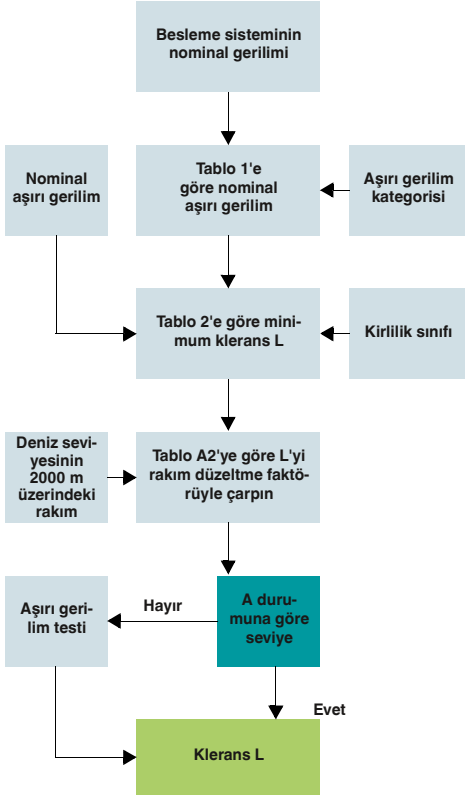 Besleme sisteminin
nominal gerilimi
Nominal
aşırı gerilim
Tablo 1'e
göre nominal
aşırı gerilim
Aşırı gerilim
kategorisi
Tablo 2'e göre mini-
mum klerans L
Kirlilik sınıfı
Deniz sevi-
yesinin
2000 m
üzerindeki
rakım
Tablo A2'ye göre L'yi
rakım düzeltme faktö-
rüyle çarpın
Aşırı geri-
lim testi
Hayır
A duru-
muna göre
seviye
Evet
Klerans L